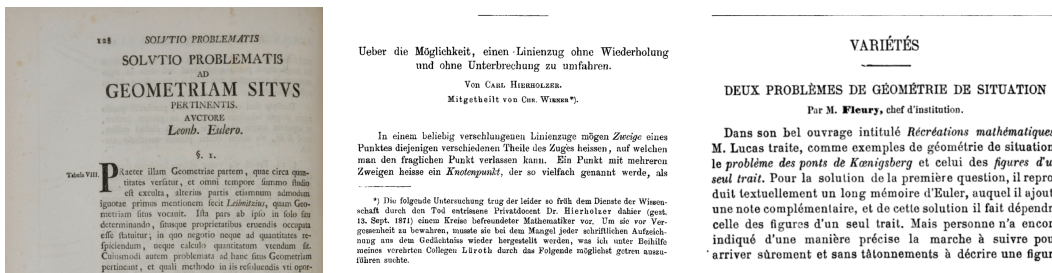 128 SOLVTIO PROBLEMATIS
SOLVTIO PROBLEMATIS
AD
GEOMETRIAM SITVS
PERTINENTIS.
AVCTORE
Leonh. Eulero.
§. 1.
Tabula VIII. PRaeter illam Geometriae partem, quae circa quan-
titates versatur, et omni tempore summo studio
est exculta, alterius partis etiamnum admodum
ignotae primus mentionem fecit Leibnitzius, quam Geo-
metriam situs vocauit. Ista pars ab ipso in solo situ
determinando, situsque proprietatibus eruendis occupata
esse statuitur; in quo negotio neque ad quantitates re-
spiciendum, neque calculo quantitatum vtendum sit.
Cuiusmodi autem problemata ad hanc situs Geometriam
pertineant, et quali methodo in iis resoluendis vti opor-
Ueber die Möglichkeit, einen Linienzug ohne Wiederholung
und ohne Unterbrechung zu umfahren.
Von Carl Hierholzer.
Mitgetheilt von Chr. Wiener*).
In einem beliebig verschlungenen Linienzuge mögen Zweige eines
Punktes diejenigen verschiedenen Theile des Zuges heissen, auf welchen
man den fraglichen Punkt verlassen kann. Ein Punkt mit mehreren
Zweigen heisse ein Knotenpunkt, der so vielfach genannt werde, als
*) Die folgende Untersuchung trug der leider so früh dem Dienste der Wissen-
schaft durch den Tod entrissene Privatdocent Dr. Hierholzer dahier (gest.
13. Sept. 1871) einem Kreise befreundeter Mathematiker vor. Um sie vor Ver-
gessenheit zu bewahren, musste sie bei dem Mangel jeder schriftlichen Aufzeich-
nung aus dem Gedächtniss wieder hergestellt werden, was ich unter Beihilfe
meines verehrten Collegen Lüroth durch das Folgende möglichst getreu auszu-
führen suchte.
VARIÉTÉS
DEUX PROBLÈMES DE GÉOMÉTRIE DE SITUATION
Par M. Fleury, chef d'institution.
Dans son bel ouvrage intitulé Récréations mathématiques
M. Lucas traite, comme exemples de géométrie de situation
le problème des ponts de Kœnigsberg et celui des figures d'u
seul trait. Pour la solution de la première question, il repro
duit textuellement un long mémoire d'Euler, auquel il ajout
une note complémentaire, et de cette solution il fait dépendr
celle des figures d'un seul trait. Mais personne n'a encor
indiqué d'une manière précise la marche à suivre pou
arriver sûrement et sans tâtonnements à décrire une figur